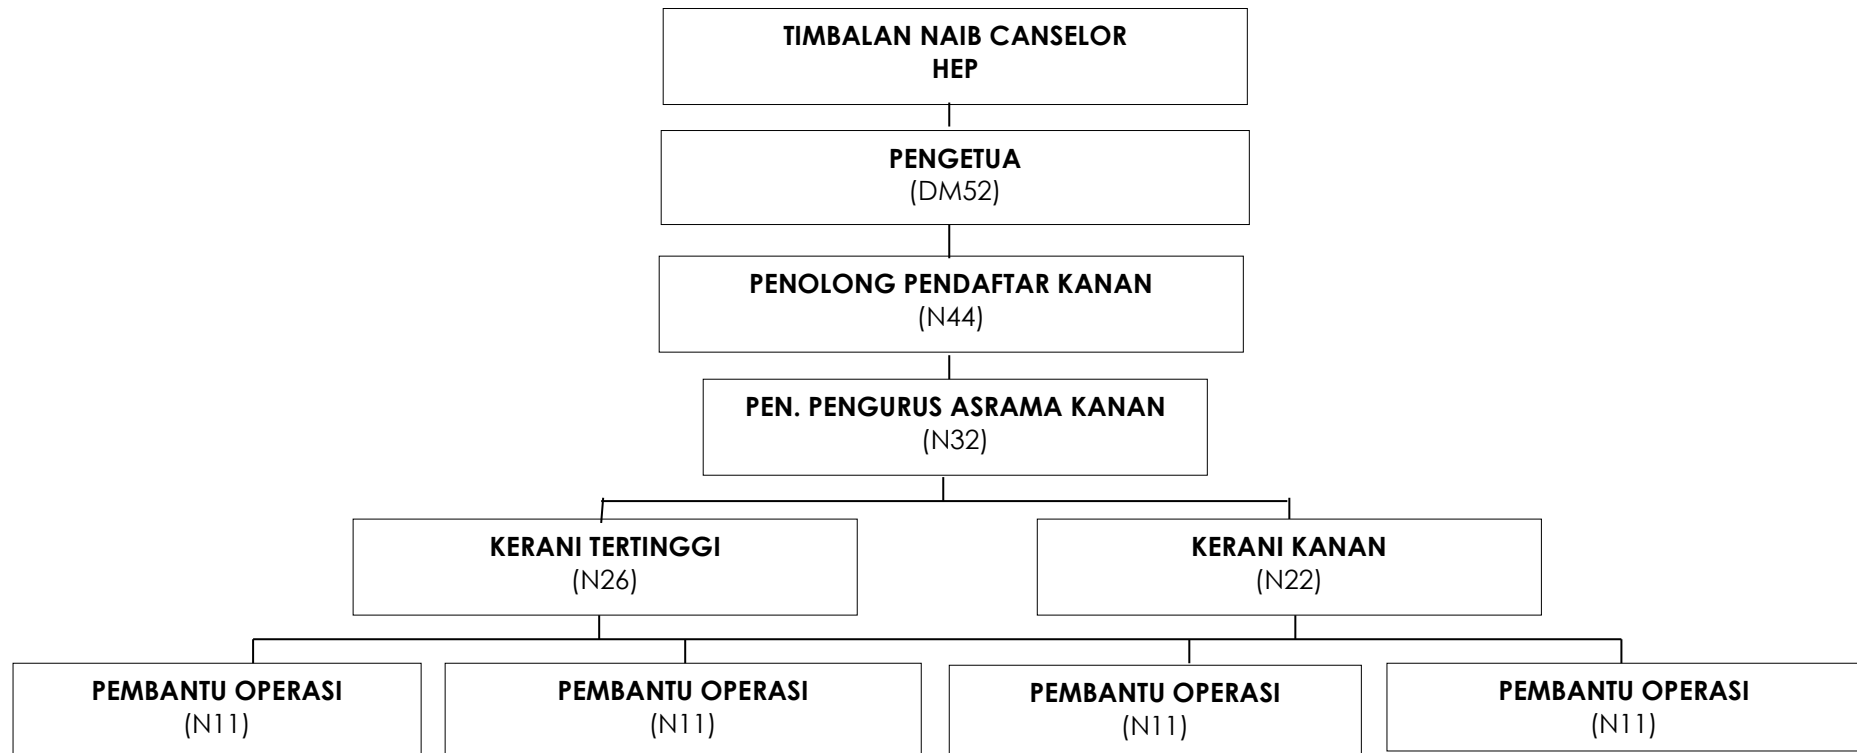 TIMBALAN NAIB CANSELOR
HEP
PENGETUA
(DM52)
PENOLONG PENDAFTAR KANAN
(N44)
PEN. PENGURUS ASRAMA KANAN
(N32)
KERANI TERTINGGI
(N26)
KERANI KANAN
(N22)
PEMBANTU OPERASI
(N11)
PEMBANTU OPERASI
(N11)
PEMBANTU OPERASI
(N11)
PEMBANTU OPERASI
(N11)